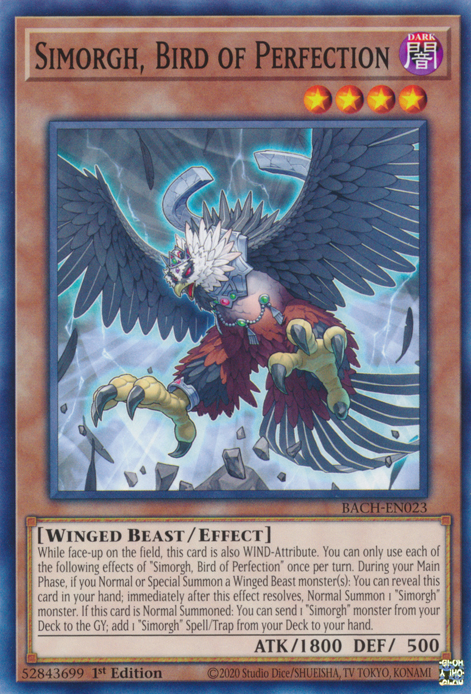 SIMORGH, BIRD OF PERFECTION
DARK
闇
BACH-EN023
[WINGED BEAST/EFFECT]
While face-up on the field, this card is also WIND-Attribute. You can only use each
of the following effects of "Simorgh, Bird of Perfection" once per turn. During your Main
Phase, if you Normal or Special Summon a Winged Beast monster(s): You can reveal this
card in your hand; immediately after this effect resolves, Normal Summon 1 "Simorgh"
monster. If this card is Normal Summoned: You can send 1 "Simorgh" monster from your
Deck to the GY; add 1 "Simorgh" Spell/Trap from your Deck to your hand.
ATK/1800 DEF/ 500
52843699 1st Edition ©2020 Studio Dice/SHUEISHA, TV TOKYO, KONAMI